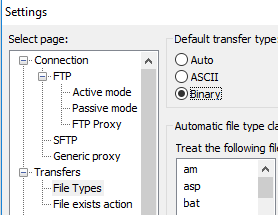 Settings
Select page:
Connection
FTP
Active mode
Passive mode
FTP Proxy
SFTP
Generic proxy
Transfers
File Types
File exists action
Default transfer type:
Auto
ASCII
Binary
Automatic file type cla
Treat the following file
am
asp
bat